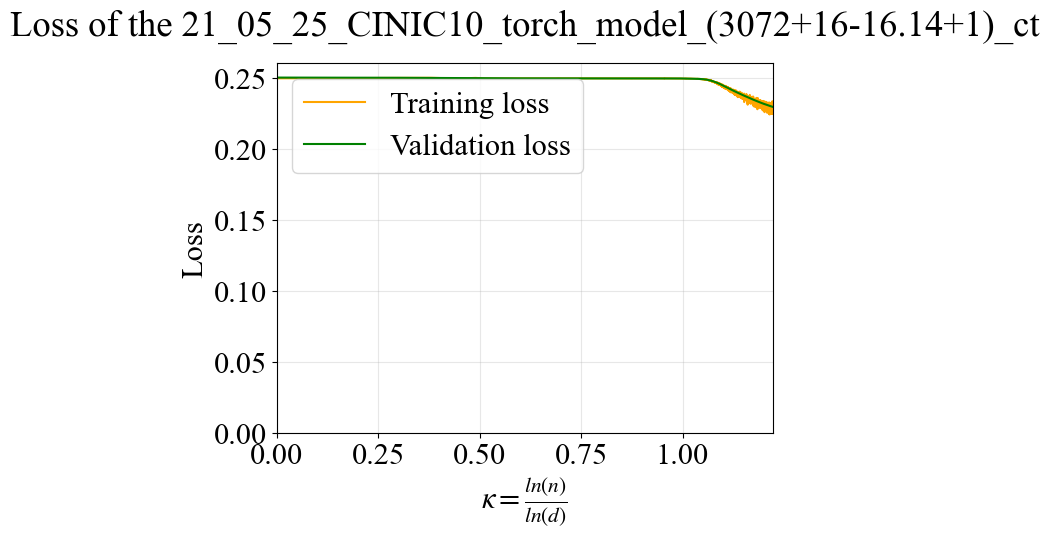 Loss of the 21_05_25_CINIC10_torch_model_(3072+16-16.14+1)_ct
0.25
0.20
0.15
0.10
0.05
0.00
Loss
Training loss
Validation loss
0.00 0.25 0.50 0.75 1.00
κ = ln(n)/ln(d)